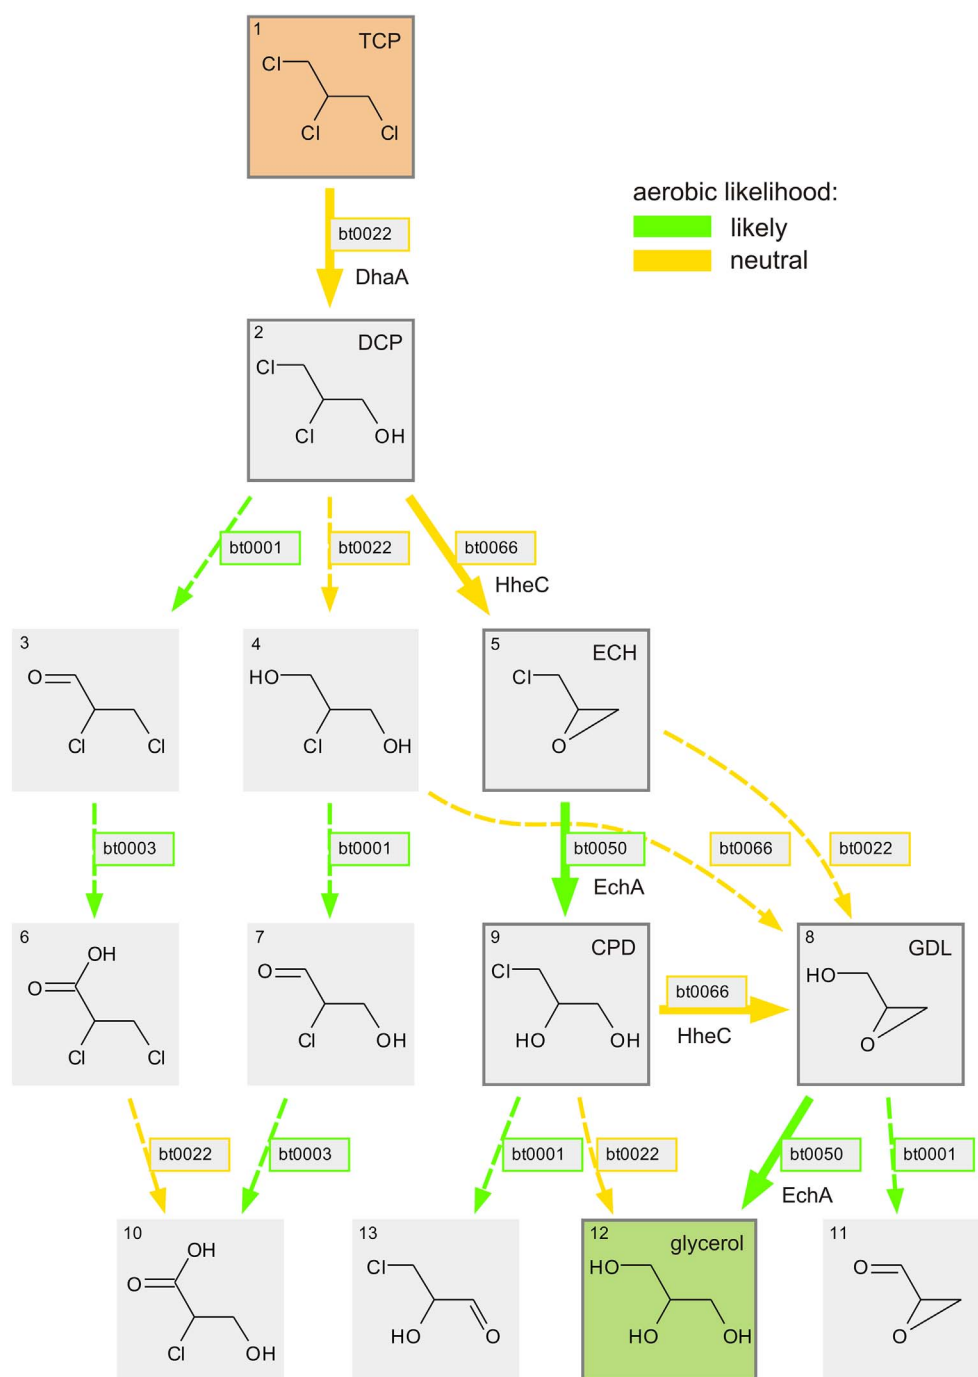 1
TCP
Cl
Cl
Cl
aerobic likelihood:
likely
neutral
bt0022
DhaA
2
DCP
Cl
Cl
OH
bt0001
bt0022
bt0066
HheC
3
O
Cl
Cl
4
HO
Cl
OH
5
ECH
Cl
O
bt0003
bt0001
bt0050
EchA
bt0066
bt0022
6
OH
O
Cl
Cl
7
O
Cl
OH
9
CPD
Cl
HO
OH
bt0066
HheC
8
GDL
HO
O
bt0022
bt0003
bt0001
bt0022
bt0050
EchA
bt0001
10
OH
O
Cl
OH
13
Cl
HO
O
12
glycerol
HO
HO
OH
11
O
O